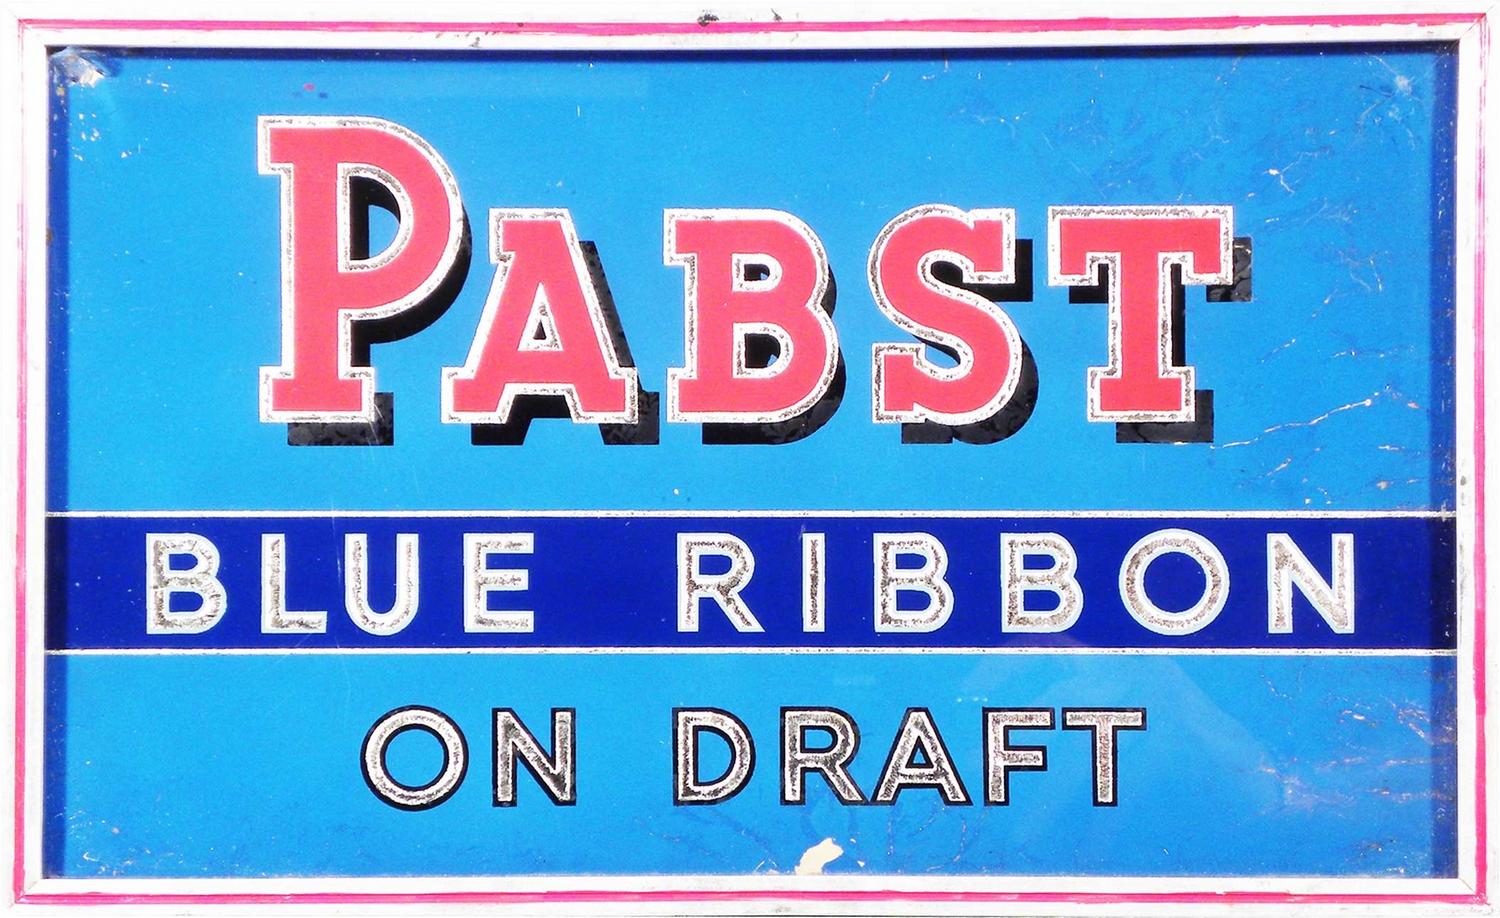 PABST
BLUE RIBBON
ON DRAFT